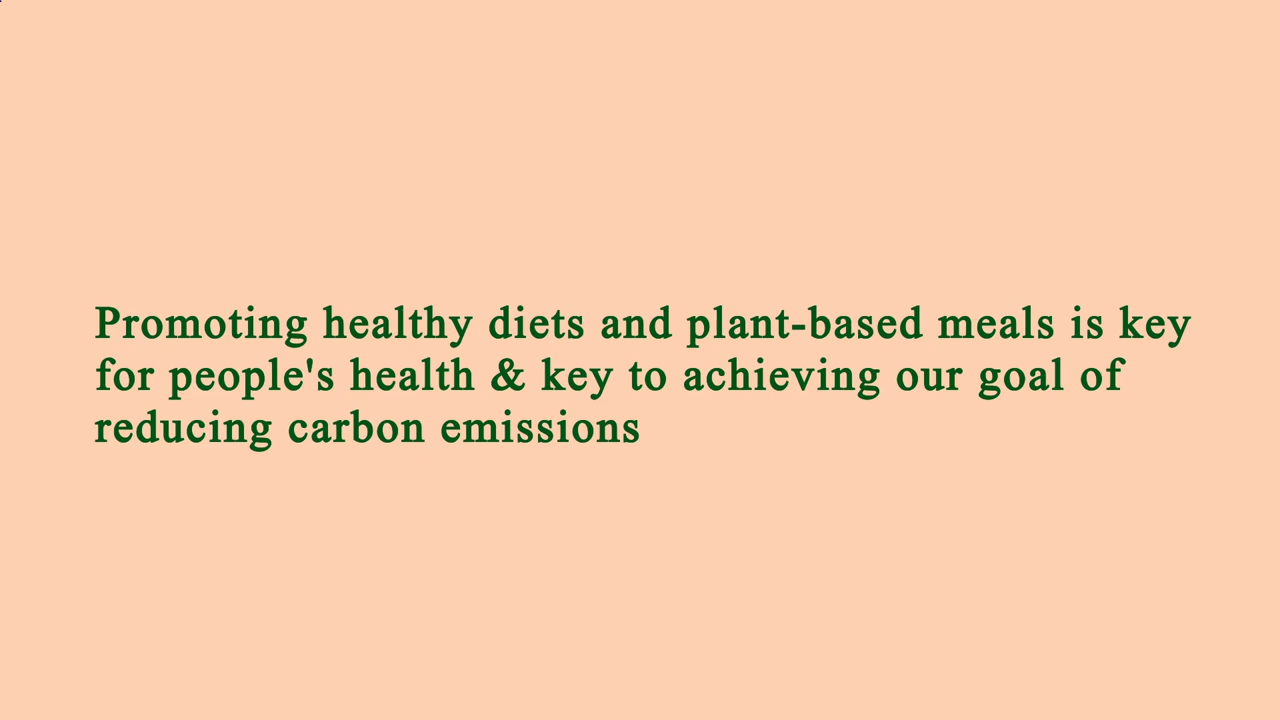 Promoting healthy diets and plant-based meals is key
for people's health & key to achieving our goal of
reducing carbon emissions